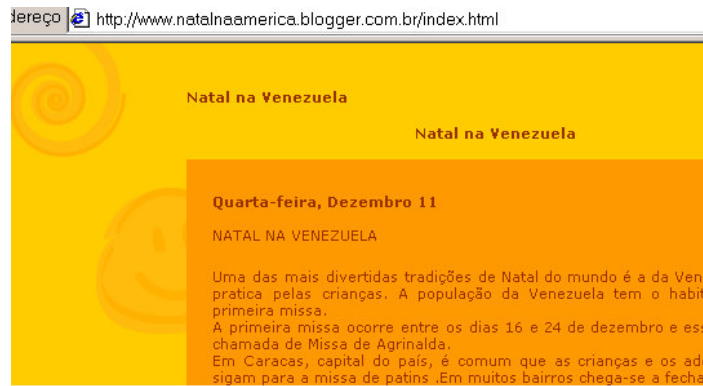 dereço http://www.natalnaamerica.blogger.com.br/index.html
Natal na Venezuela
Natal na Venezuela
Quarta-feira, Dezembro 11
NATAL NA VENEZUELA
Uma das mais divertidas tradições de Natal do mundo é a da Ven
pratica pelas crianças. A população da Venezuela tem o habit
primeira missa.
A primeira missa ocorre entre os dias 16 e 24 de dezembro e ess
chamada de Missa de Agrinalda.
Em Caracas, capital do país, é comum que as crianças e os ado
sigam para a missa de patins .Em muitos bairros chega-se a fecha